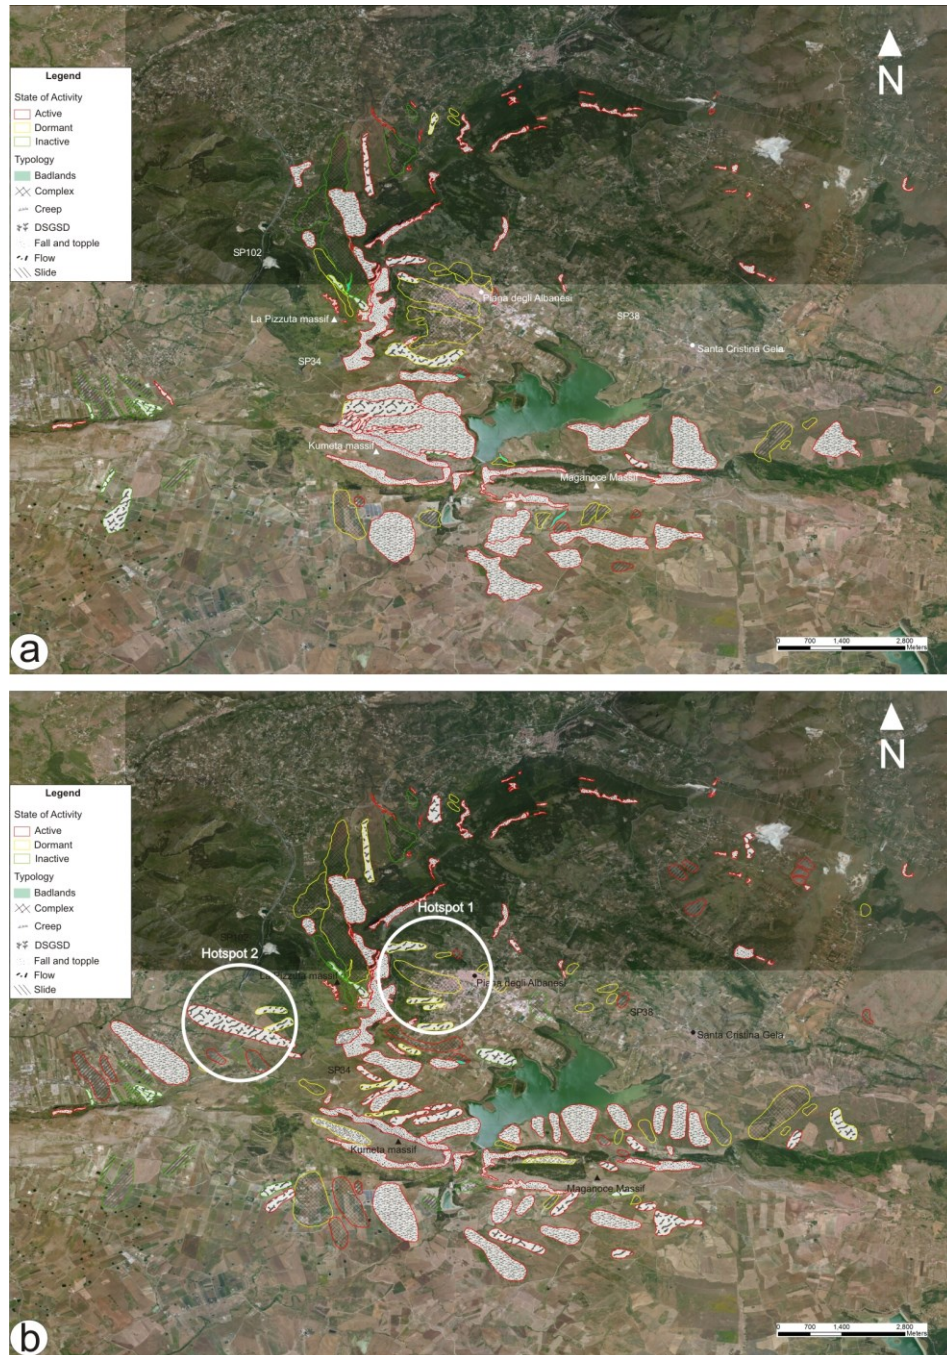 N
Legend
State of Activity
Active
Dormant
Inactive
Typology
Badlands
Complex
Creep
DSGSD
Fall and topple
Flow
Slide
SP102
Piana degli Albanesi
La Pizzuta massif
SP38
Santa Cristina Gela
SP34
Kumeta massif
Maganoce Massif
a
0 700 1,400 2,800
Meters
N
Legend
State of Activity
Active
Dormant
Inactive
Typology
Badlands
Complex
Creep
DSGSD
Fall and topple
Flow
Slide
Hotspot 1
Hotspot 2
massif
Piana degli Albanesi
SP38
Santa Cristina Gela
SP34
Kumeta massif
Maganoce Massif
b
0 700 1,400 2,800
Meters